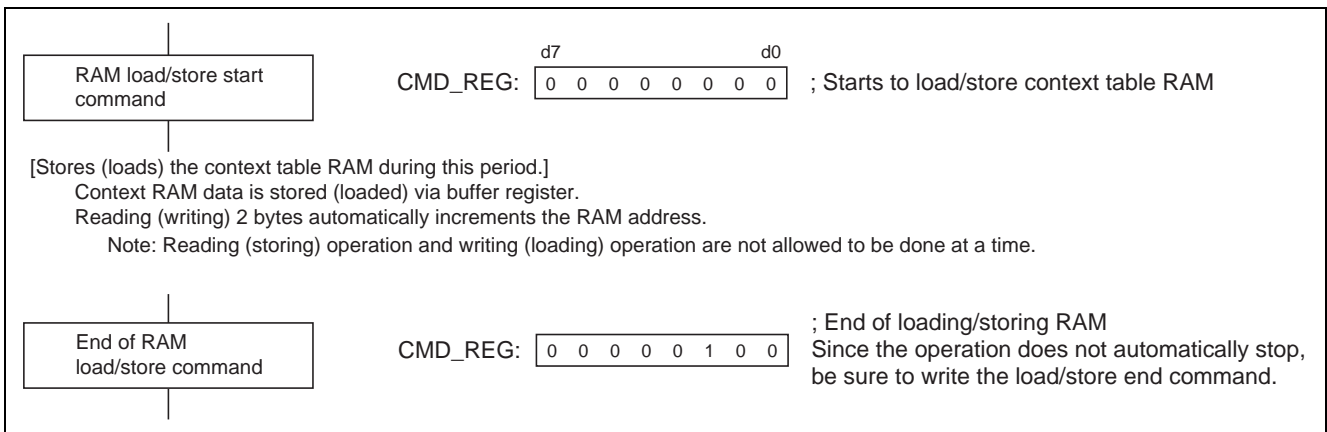 d7 d0
RAM load/store start
command
CMD_REG: 0 0 0 0 0 0 0 0 ; Starts to load/store context table RAM
[Stores (loads) the context table RAM during this period.]
Context RAM data is stored (loaded) via buffer register.
Reading (writing) 2 bytes automatically increments the RAM address.
Note: Reading (storing) operation and writing (loading) operation are not allowed to be done at a time.
End of RAM
load/store command
CMD_REG: 0 0 0 0 0 1 0 0
; End of loading/storing RAM
Since the operation does not automatically stop,
be sure to write the load/store end command.